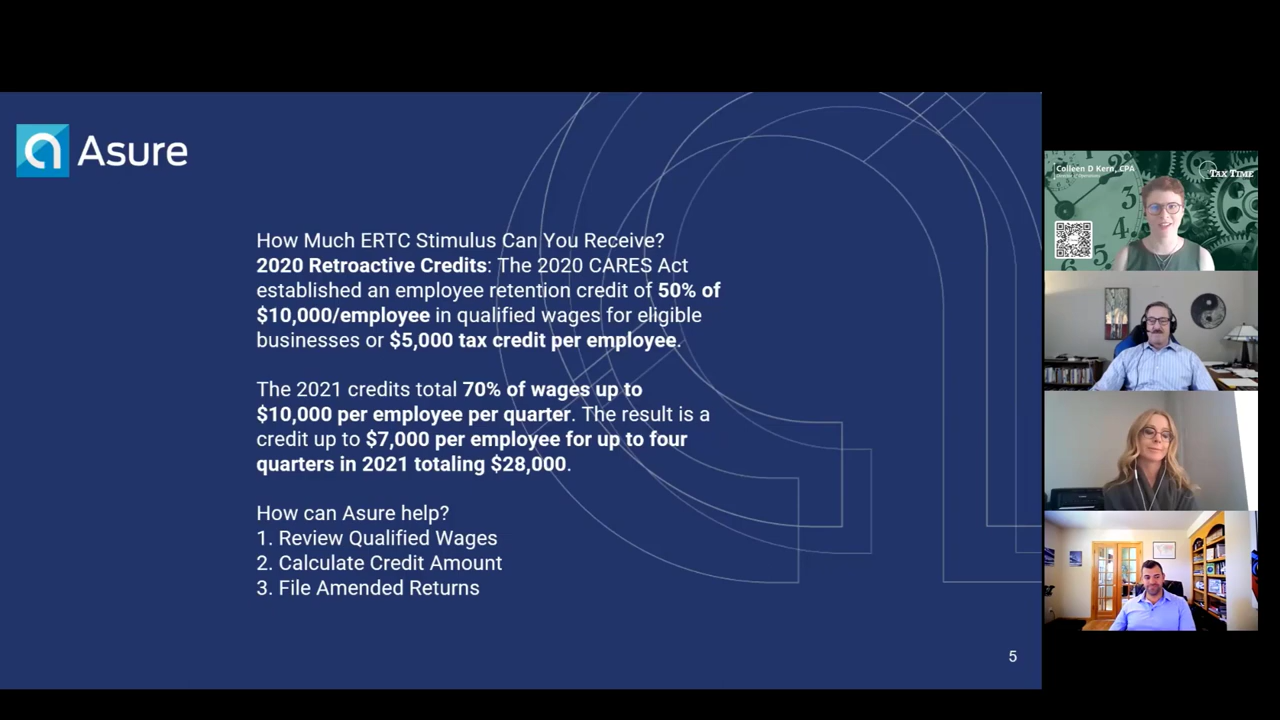 Asure
How Much ERTC Stimulus Can You Receive?
2020 Retroactive Credits: The 2020 CARES Act
established an employee retention credit of 50% of
$10,000/employee in qualified wages for eligible
businesses or $5,000 tax credit per employee.
The 2021 credits total 70% of wages up to
$10,000 per employee per quarter. The result is a
credit up to $7,000 per employee for up to four
quarters in 2021 totaling $28,000.
How can Asure help?
1. Review Qualified Wages
2. Calculate Credit Amount
3. File Amended Returns
5
Colleen D Kern, CPA
TAX TIME
3
4
5
6